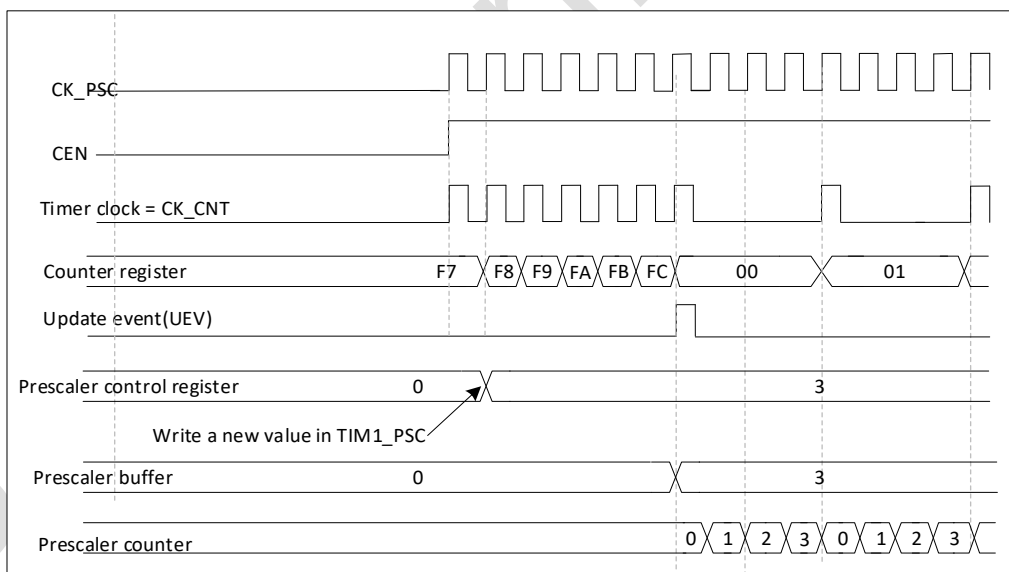 CK_PSC
CEN
Timer clock = CK_CNT
Counter register F7 F8 F9 FA FB FC 00 01
Update event(UEV)
Prescaler control register 0 3
Write a new value in TIM1_PSC
Prescaler buffer 0 3
Prescaler counter 0 1 2 3 0 1 2 3